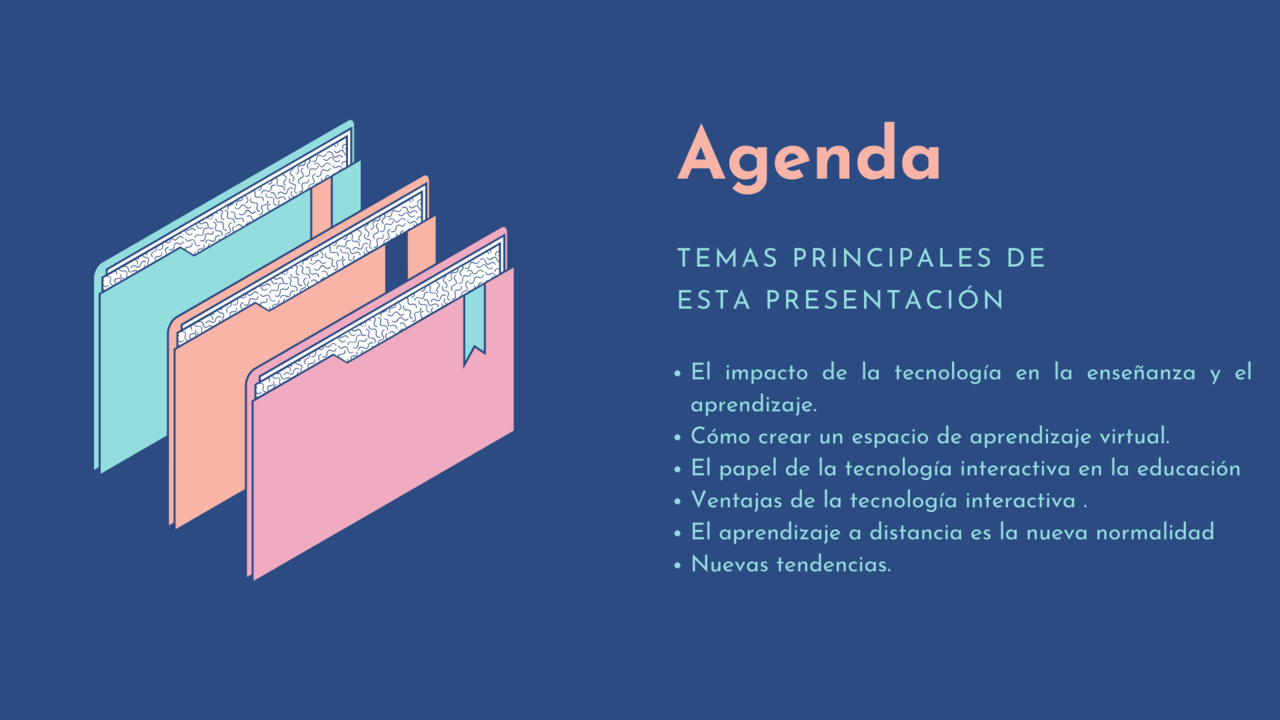 Agenda
TEMAS PRINCIPALES DE
ESTA PRESENTACIÓN
• El impacto de la tecnología en la enseñanza y el
aprendizaje.
• Cómo crear un espacio de aprendizaje virtual.
• El papel de la tecnología interactiva en la educación
• Ventajas de la tecnología interactiva .
• El aprendizaje a distancia es la nueva normalidad
• Nuevas tendencias.